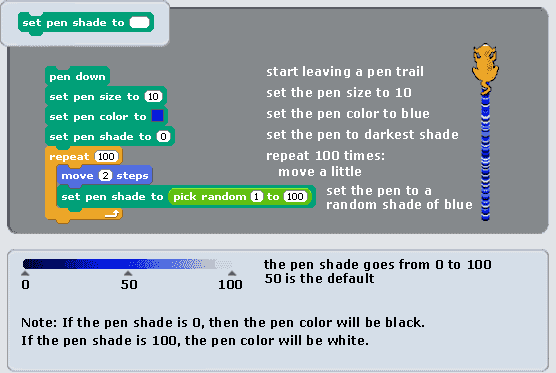 set pen shade to
pen down
start leaving a pen trail
set pen size to 10
set the pen size to 10
set pen color to
set the pen color to blue
set pen shade to 0
set the pen to darkest shade
repeat 100
repeat 100 times:
move 2 steps
move a little
set pen shade to pick random 1 to 100
set the pen to a
random shade of blue
0 50 100
the pen shade goes from 0 to 100
50 is the default
Note: If the pen shade is 0, then the pen color will be black.
If the pen shade is 100, the pen color will be white.